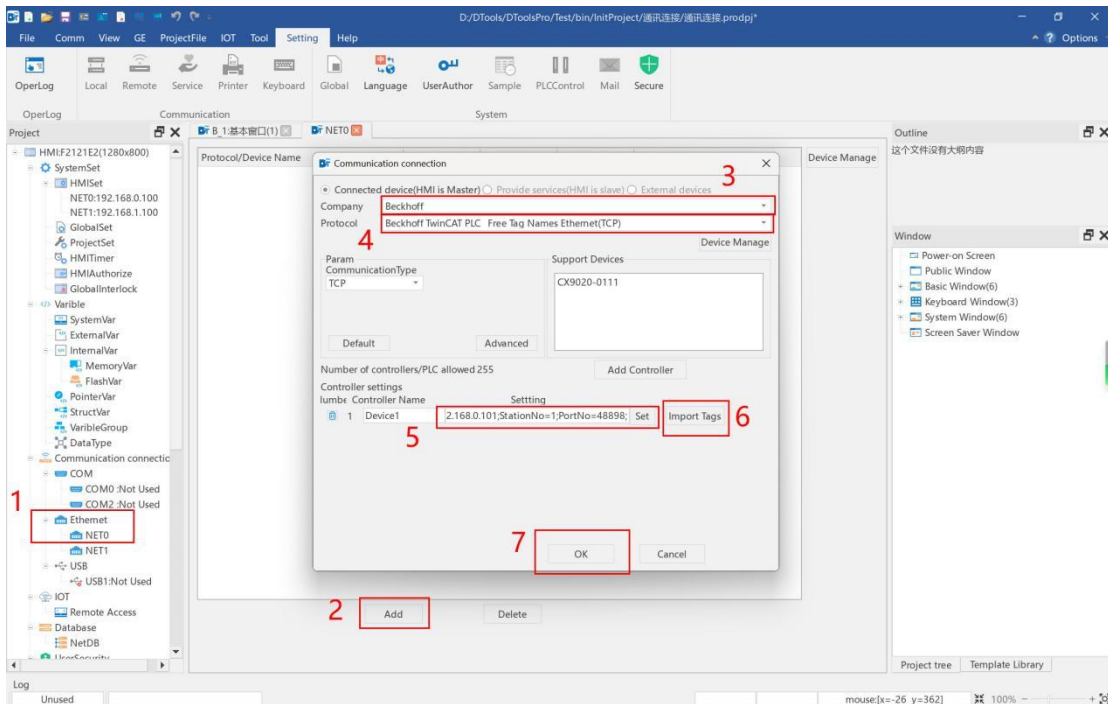 D:/DTools/DToolsPro/Test/bin/InitProject/通讯连接/通讯连接.prodpj*
File Comm View GE ProjectFile IOT Tool Setting Help
Options
OperLog Local Remote Service Printer Keyboard Global Language UserAuthor Sample PLCControl Mail Secure
OperLog Communication System
Project
B_1:基本窗口(1) NET0
HMI:F2121E2(1280x800)
SystemSet
HMISet
NET0:192.168.0.100
NET1:192.168.1.100
GlobalSet
ProjectSet
HMITimer
HMIAuthorize
GlobalInterlock
Varible
SystemVar
ExternalVar
InternalVar
MemoryVar
FlashVar
PointerVar
StructVar
VaribleGroup
DataType
Communication connectic
COM
COM0 :Not Used
COM2 :Not Used
1
Ethernet
NET0
NET1
USB
USB1:Not Used
IOT
Remote Access
Database
NetDB
UserSecurity
Protocol/Device Name
Device Manage
Communication connection
3
Connected device(HMI is Master) Provide services(HMI is slave) External devices
Company Beckhoff
Protocol Beckhoff TwinCAT PLC Free Tag Names Ethernet(TCP)
4
Device Manage
Param
CommunicationType
TCP
Support Devices
CX9020-0111
Default Advanced
Number of controllers/PLC allowed 255
Add Controller
Controller settings
lumbe Controller Name Settting
1 Device1 2.168.0.101;StationNo=1;PortNo=48898; Set Import Tags
5
6
7
OK Cancel
2
Add Delete
Outline
这个文件没有大纲内容
Window
Power-on Screen
Public Window
Basic Window(6)
Keyboard Window(3)
System Window(6)
Screen Saver Window
Project tree Template Library
Log
Unused
mouse:[x=-26 y=362] 100%